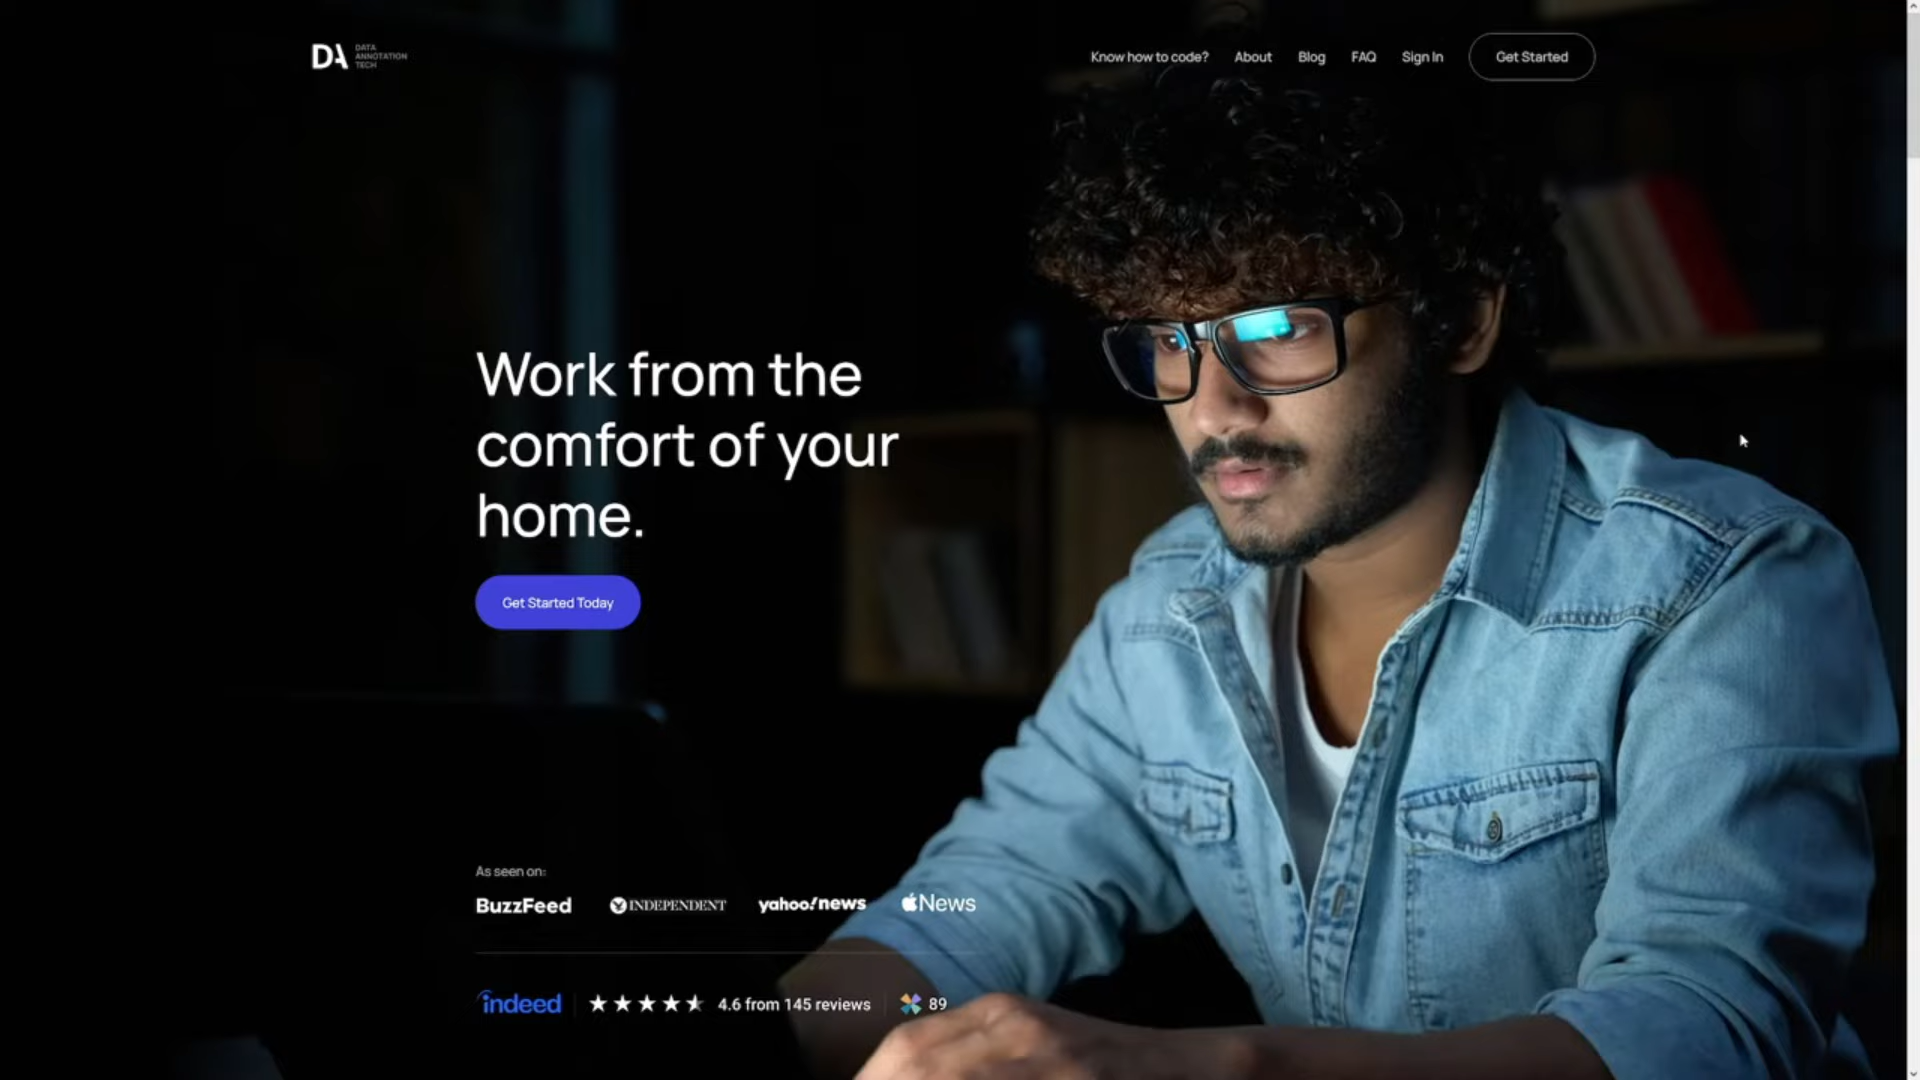 DATA
ANNOTATION
TECH
DA
Know how to code? About Blog FAQ Sign In Get Started
Work from the
comfort of your
home.
Get Started Today
As seen on:
BuzzFeed INDEPENDENT yahoo!news News
indeed 4.6 from 145 reviews 89